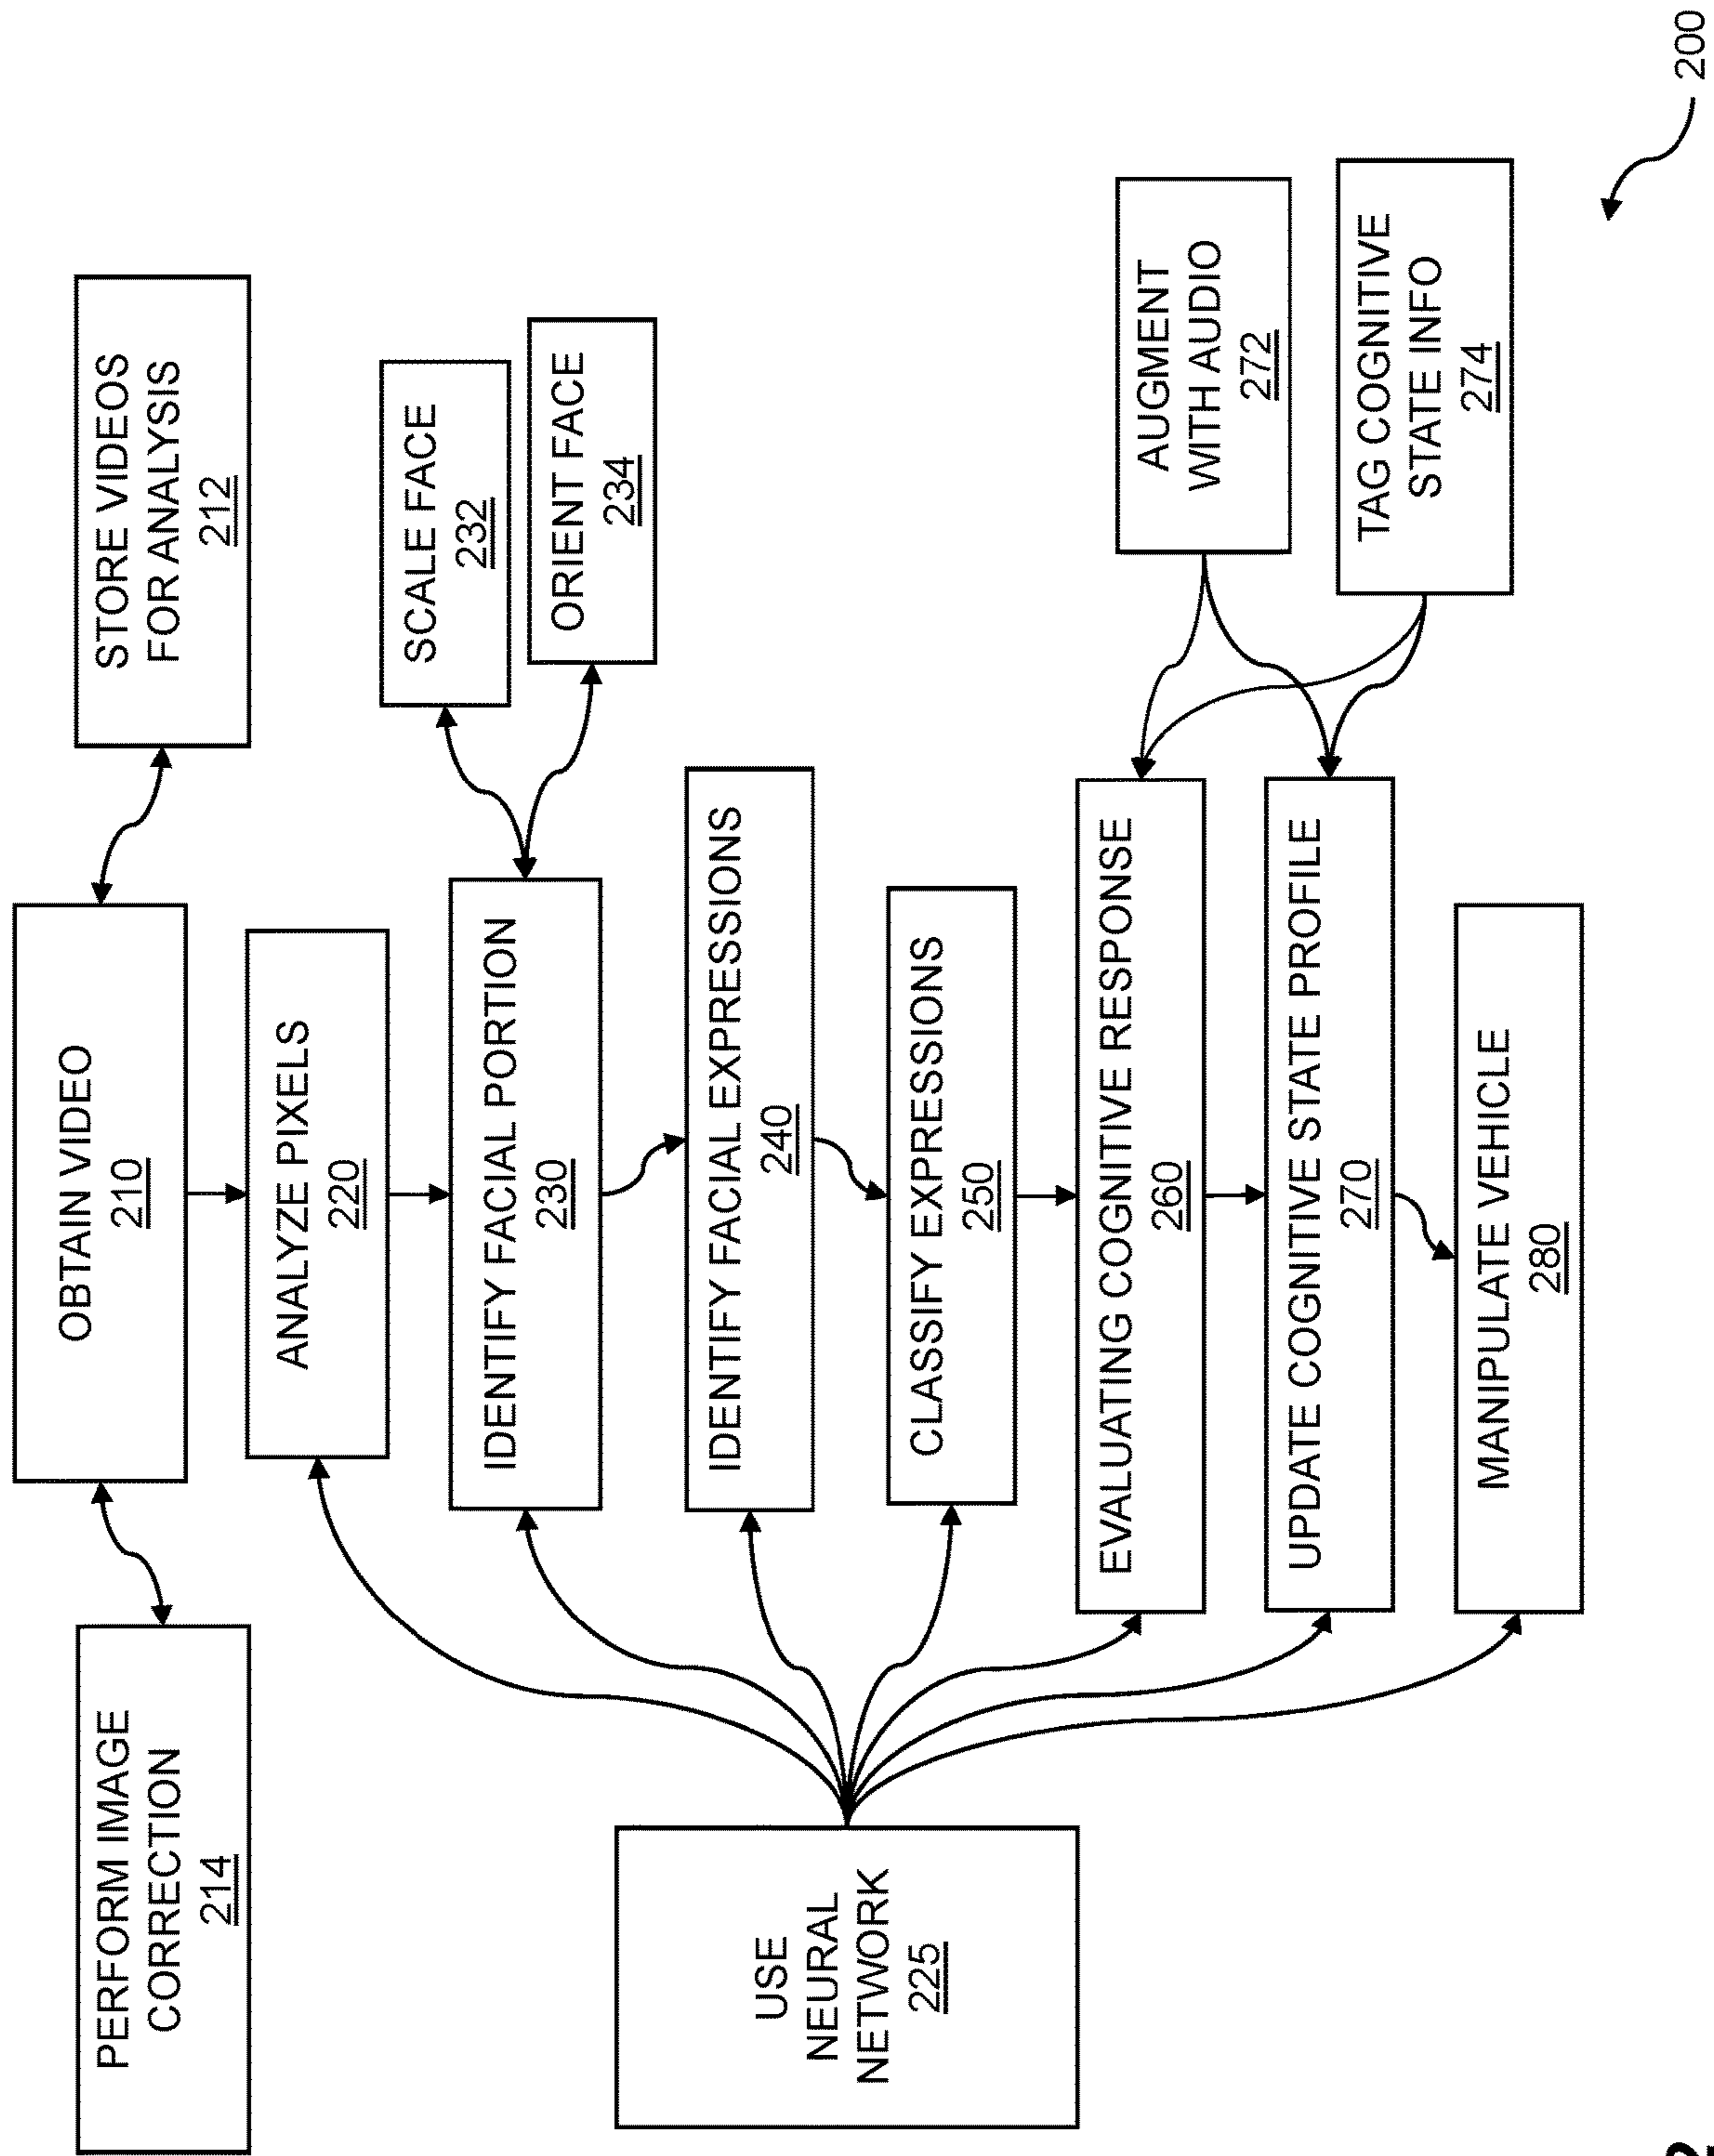 PERFORM IMAGE
CORRECTION
214
OBTAIN VIDEO
210
STORE VIDEOS
FOR ANALYSIS
212
ANALYZE PIXELS
220
IDENTIFY FACIAL PORTION
230
SCALE FACE
232
ORIENT FACE
234
USE
NEURAL
NETWORK
225
IDENTIFY FACIAL EXPRESSIONS
240
CLASSIFY EXPRESSIONS
250
EVALUATING COGNITIVE RESPONSE
260
AUGMENT
WITH AUDIO
272
UPDATE COGNITIVE STATE PROFILE
270
TAG COGNITIVE
STATE INFO
274
MANIPULATE VEHICLE
280
200